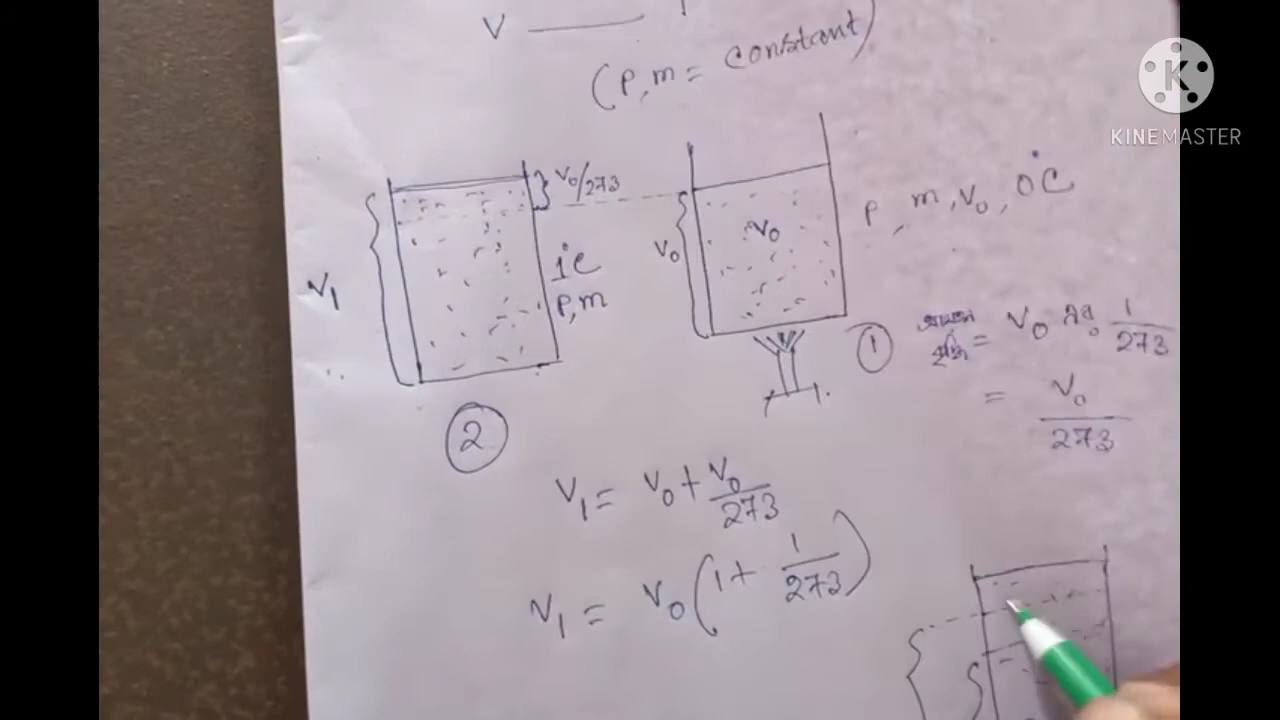 V
(P, m = constant)
KINEMASTER
V₀/273
P, m, V₀, 0°C
V₀
V₀
1°C
P, m
V₁
1
= V₀ এর 1/273
= V₀/273
2
V₁ = V₀ + V₀/273
V₁ = V₀(1 + 1/273)